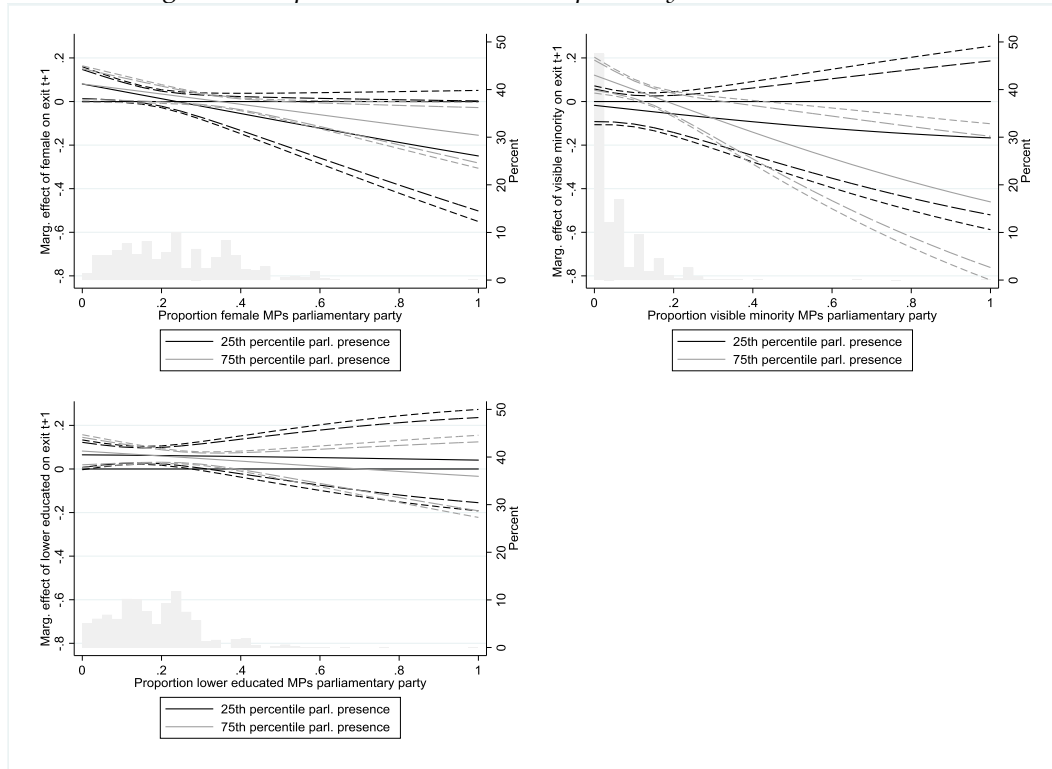 .2
0
-.2
-.4
-.6
-.8
Marg. effect of female on exit t+1
50
40
30
20
10
0
Percent
0 .2 .4 .6 .8 1
Proportion female MPs parliamentary party
25th percentile parl. presence
75th percentile parl. presence
.2
0
-.2
-.4
-.6
-.8
Marg. effect of visible minority on exit t+1
50
40
30
20
10
0
Percent
0 .2 .4 .6 .8 1
Proportion visible minority MPs parliamentary party
25th percentile parl. presence
75th percentile parl. presence
.2
0
-.2
-.4
-.6
-.8
Marg. effect of lower educated on exit t+1
50
40
30
20
10
0
Percent
0 .2 .4 .6 .8 1
Proportion lower educated MPs parliamentary party
25th percentile parl. presence
75th percentile parl. presence